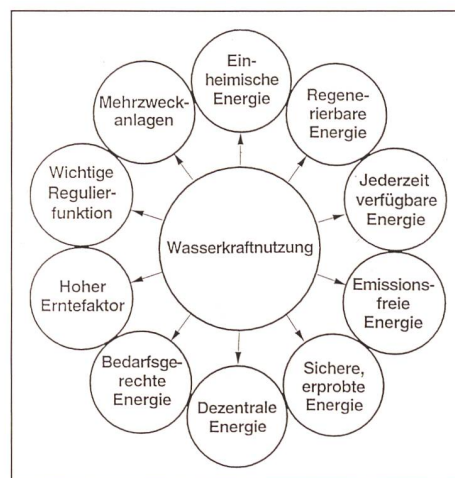 Ein-
heimische
Energie
Regene-
rierbare
Energie
Jederzeit
verfügbare
Energie
Emissions-
freie
Energie
Sichere,
erprobte
Energie
Dezentrale
Energie
Bedarfsge-
rechte
Energie
Hoher
Erntefaktor
Wichtige
Regulier-
funktion
Mehrzweck-
anlagen
Wasserkraftnutzung